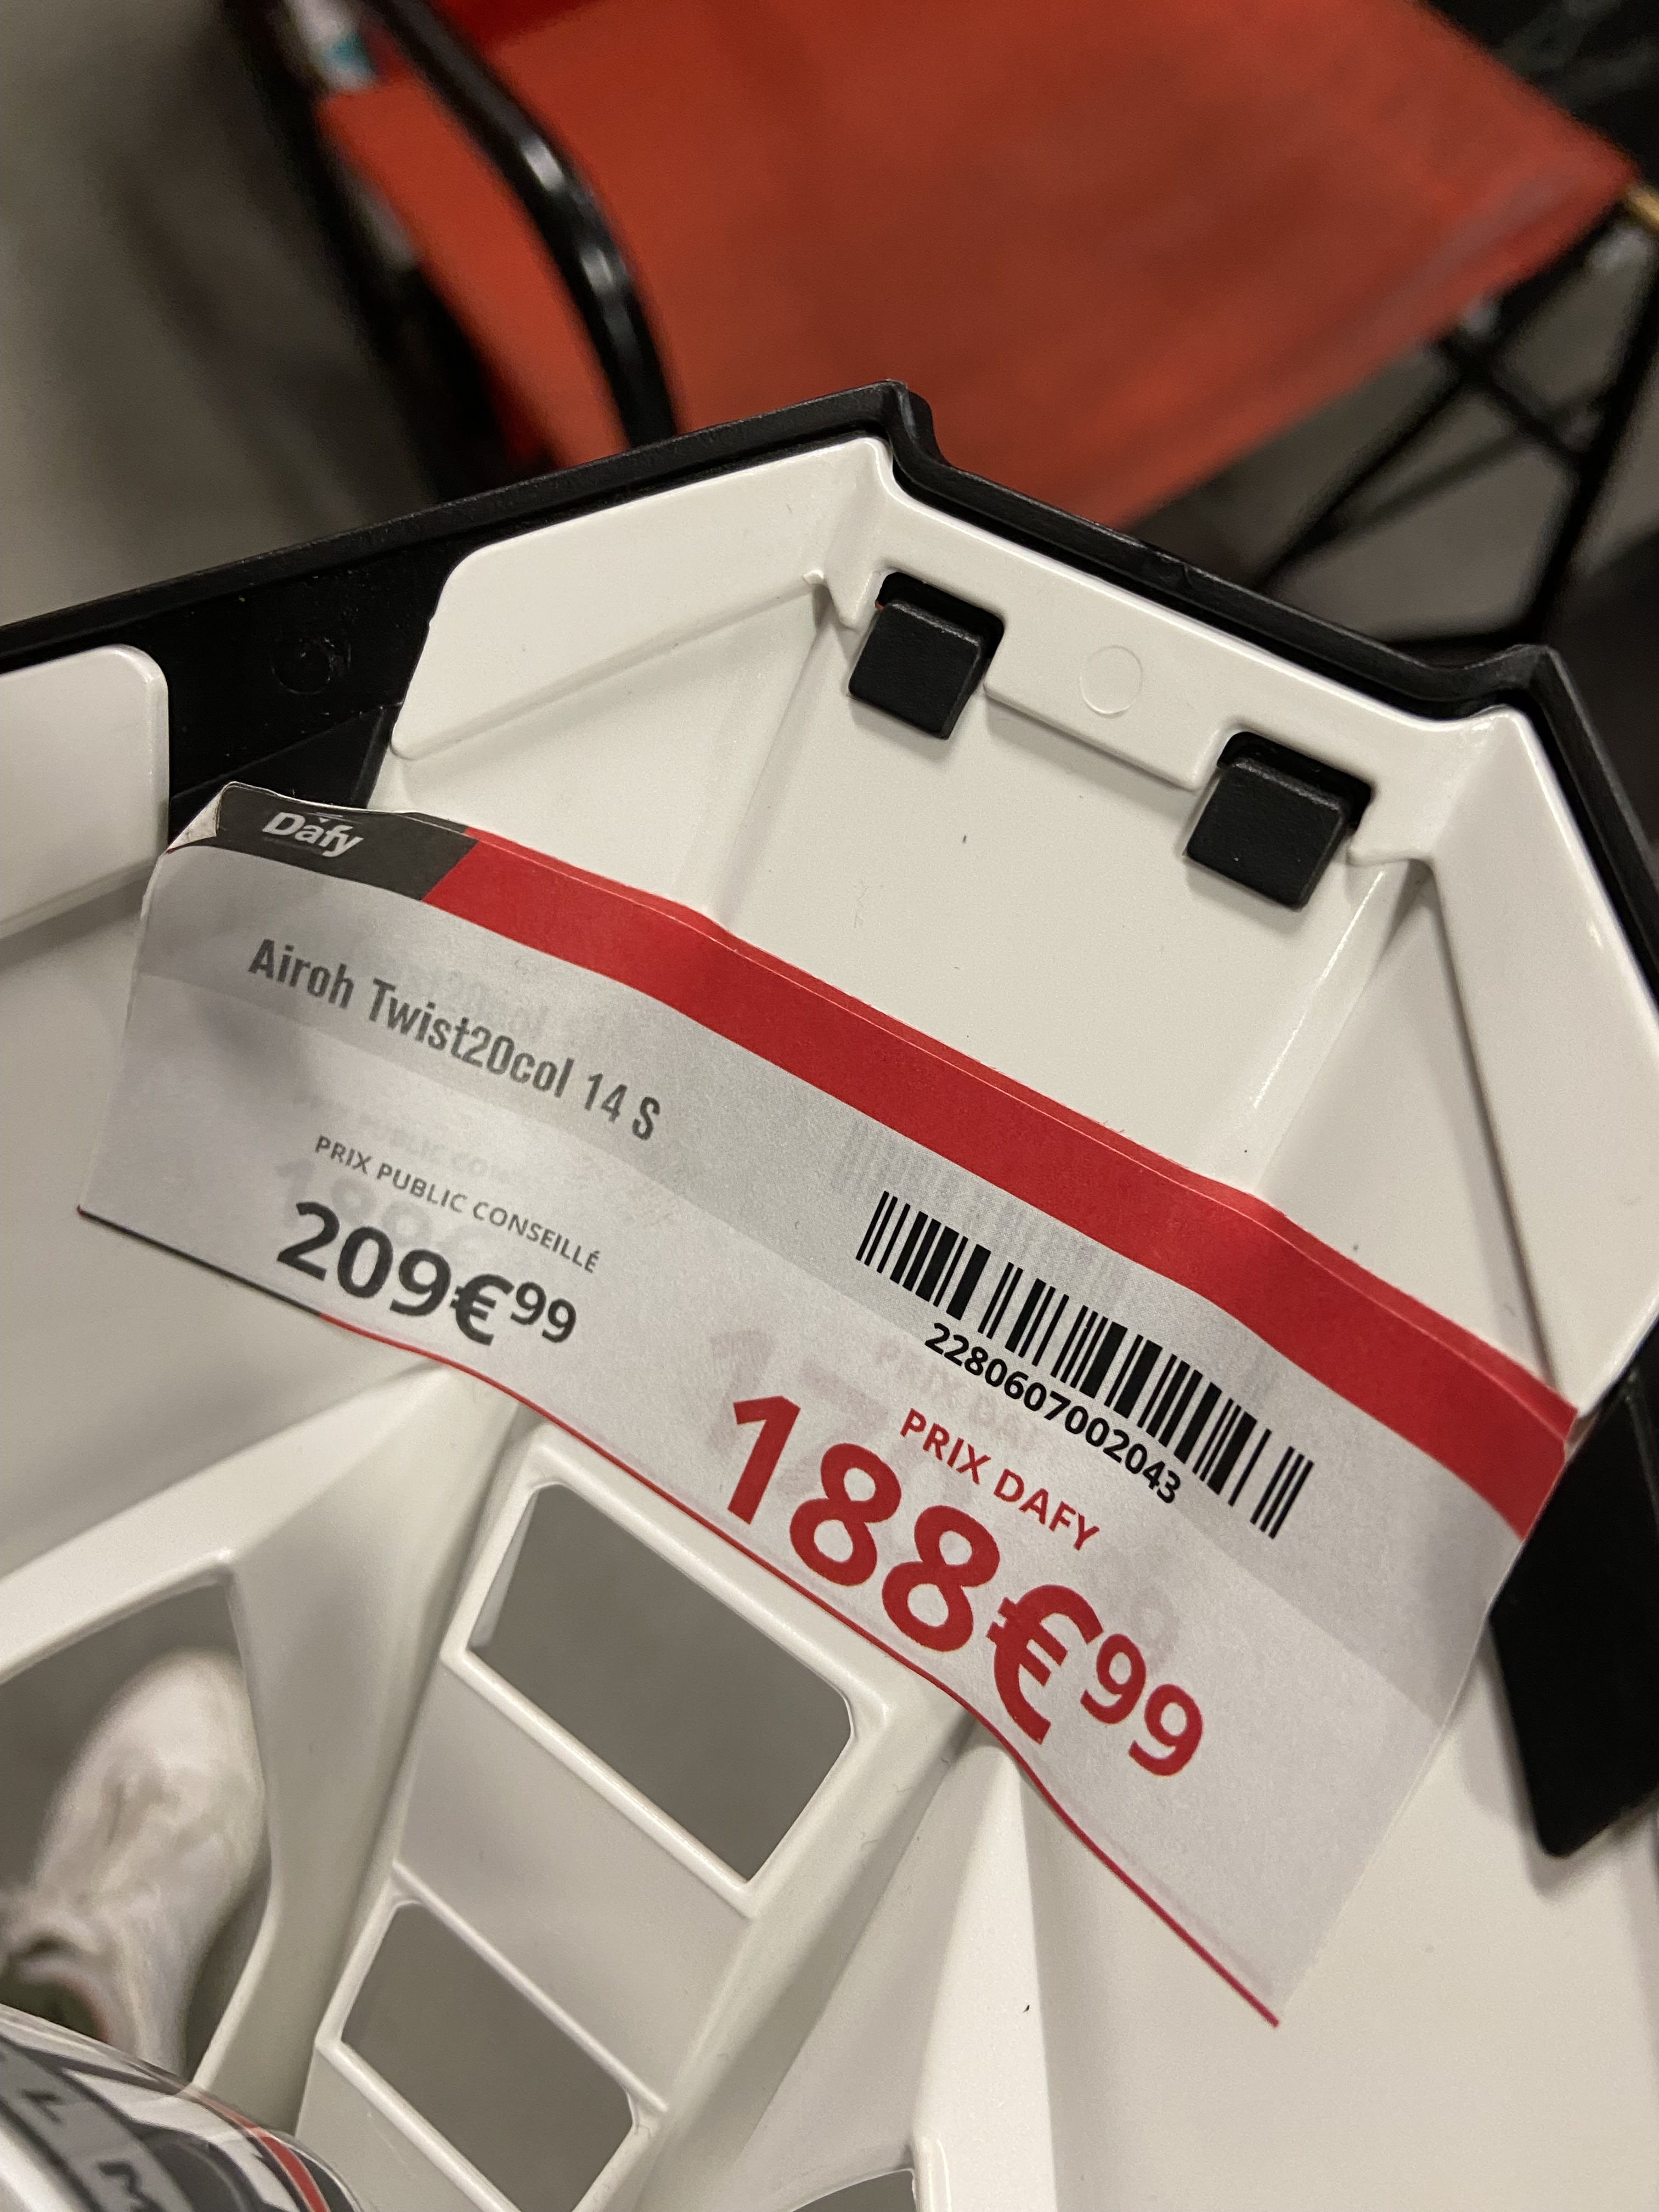 Dafy
Airoh Twist20col 14 S
PRIX PUBLIC CONSEILLÉ
209€99
2280607002043
PRIX DAFY
188€99